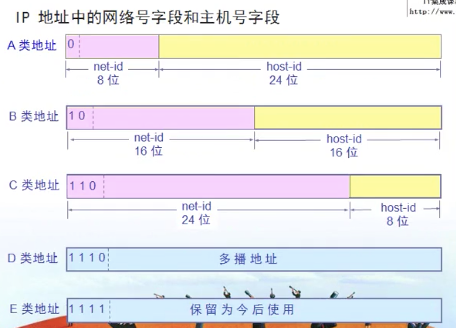 IP 地址中的网络号字段和主机号字段
http://www.
A 类地址 0
net-id host-id
8 位 24 位
B 类地址 1 0
net-id host-id
16 位 16 位
C 类地址 1 1 0
net-id host-id
24 位 8 位
D 类地址 1 1 1 0 多播地址
E 类地址 1 1 1 1 保留为今后使用